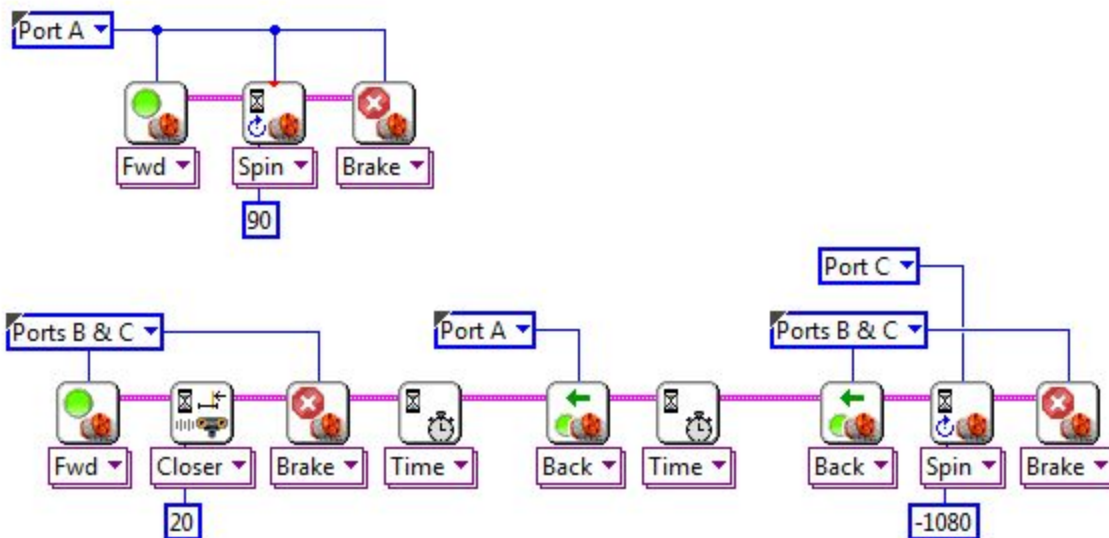 Port A
Fwd Spin Brake
90
Port C
Ports B & C Port A Ports B & C
Fwd Closer Brake Time Back Time Back Spin Brake
20 -1080